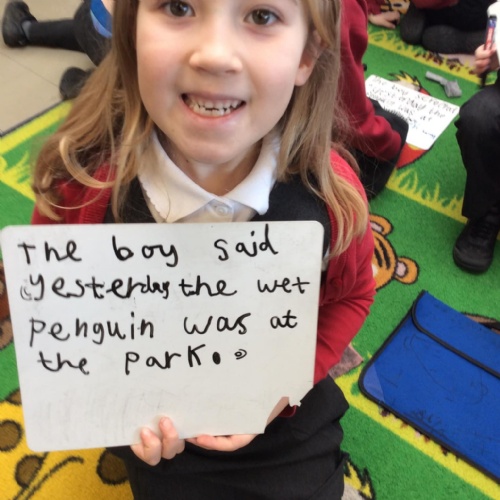 The boy said
yesterday the wet
penguin was at
the park.